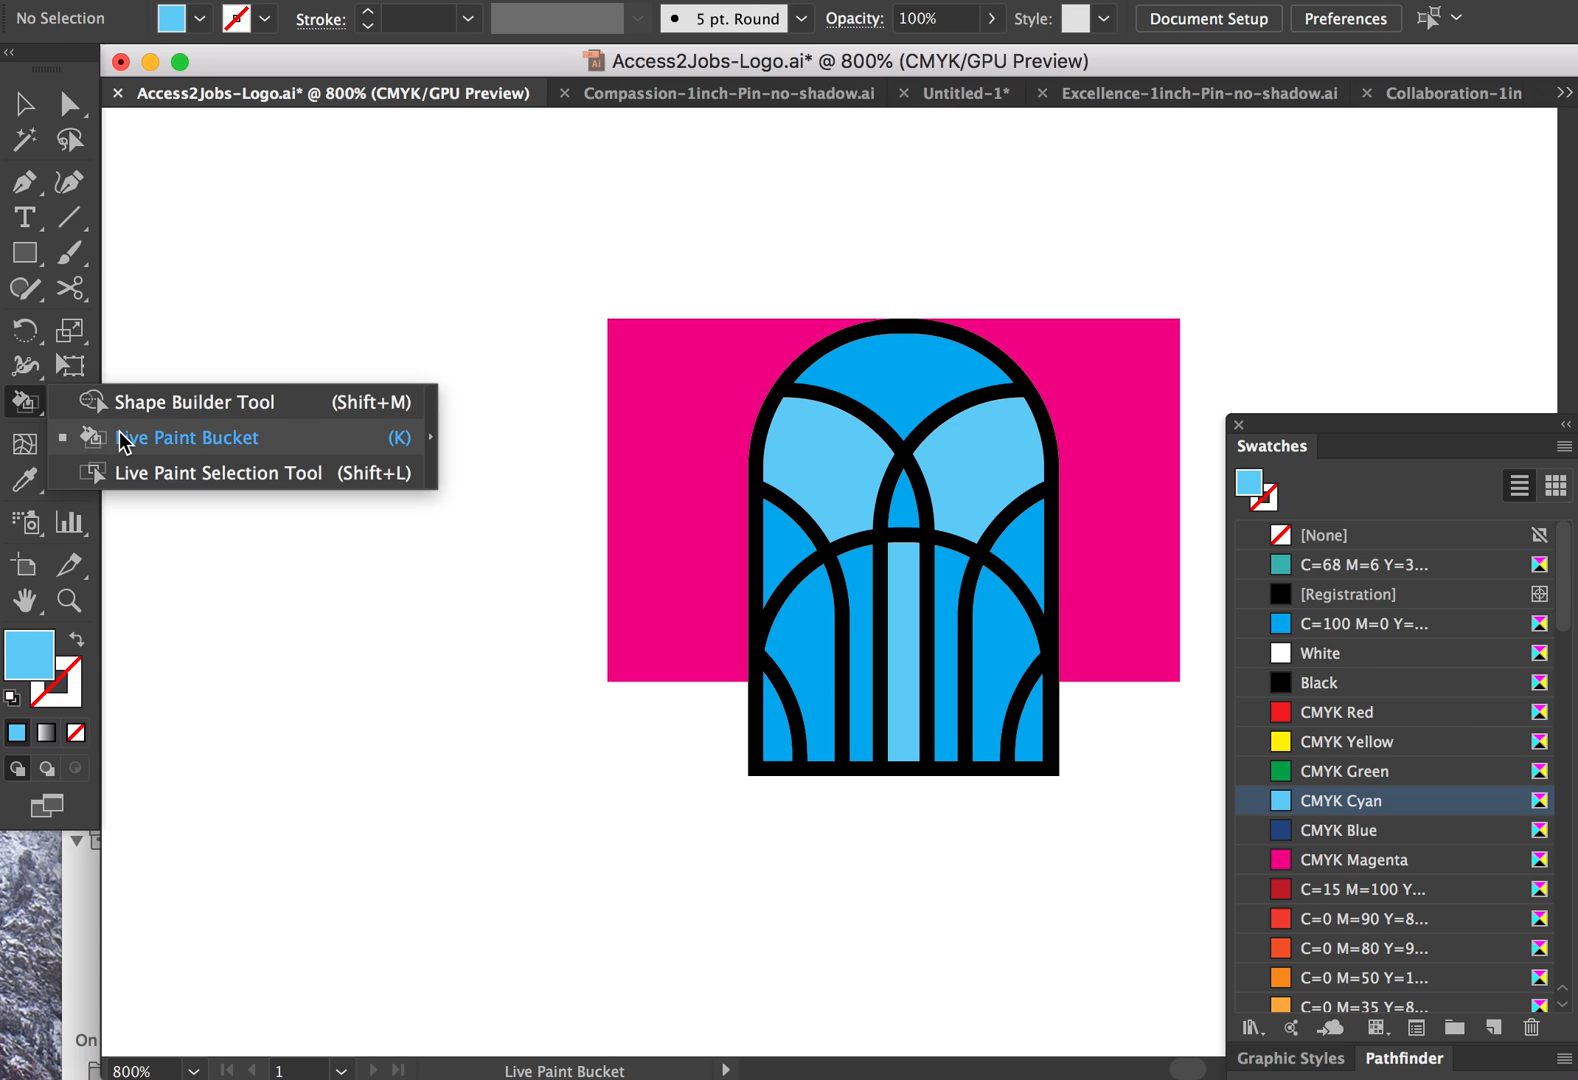 No Selection Stroke: 5 pt. Round Opacity: 100% Style: Document Setup Preferences
Access2Jobs-Logo.ai* @ 800% (CMYK/GPU Preview)
Access2Jobs-Logo.ai* @ 800% (CMYK/GPU Preview) Compassion-1inch-Pin-no-shadow.ai Untitled-1* Excellence-1inch-Pin-no-shadow.ai Collaboration-1in
Shape Builder Tool (Shift+M)
Live Paint Bucket (K)
Live Paint Selection Tool (Shift+L)
Swatches
[None]
C=68 M=6 Y=3...
[Registration]
C=100 M=0 Y=...
White
Black
CMYK Red
CMYK Yellow
CMYK Green
CMYK Cyan
CMYK Blue
CMYK Magenta
C=15 M=100 Y...
C=0 M=90 Y=8...
C=0 M=80 Y=9...
C=0 M=50 Y=1...
C=0 M=35 Y=8...
On
Graphic Styles Pathfinder
800% 1 Live Paint Bucket